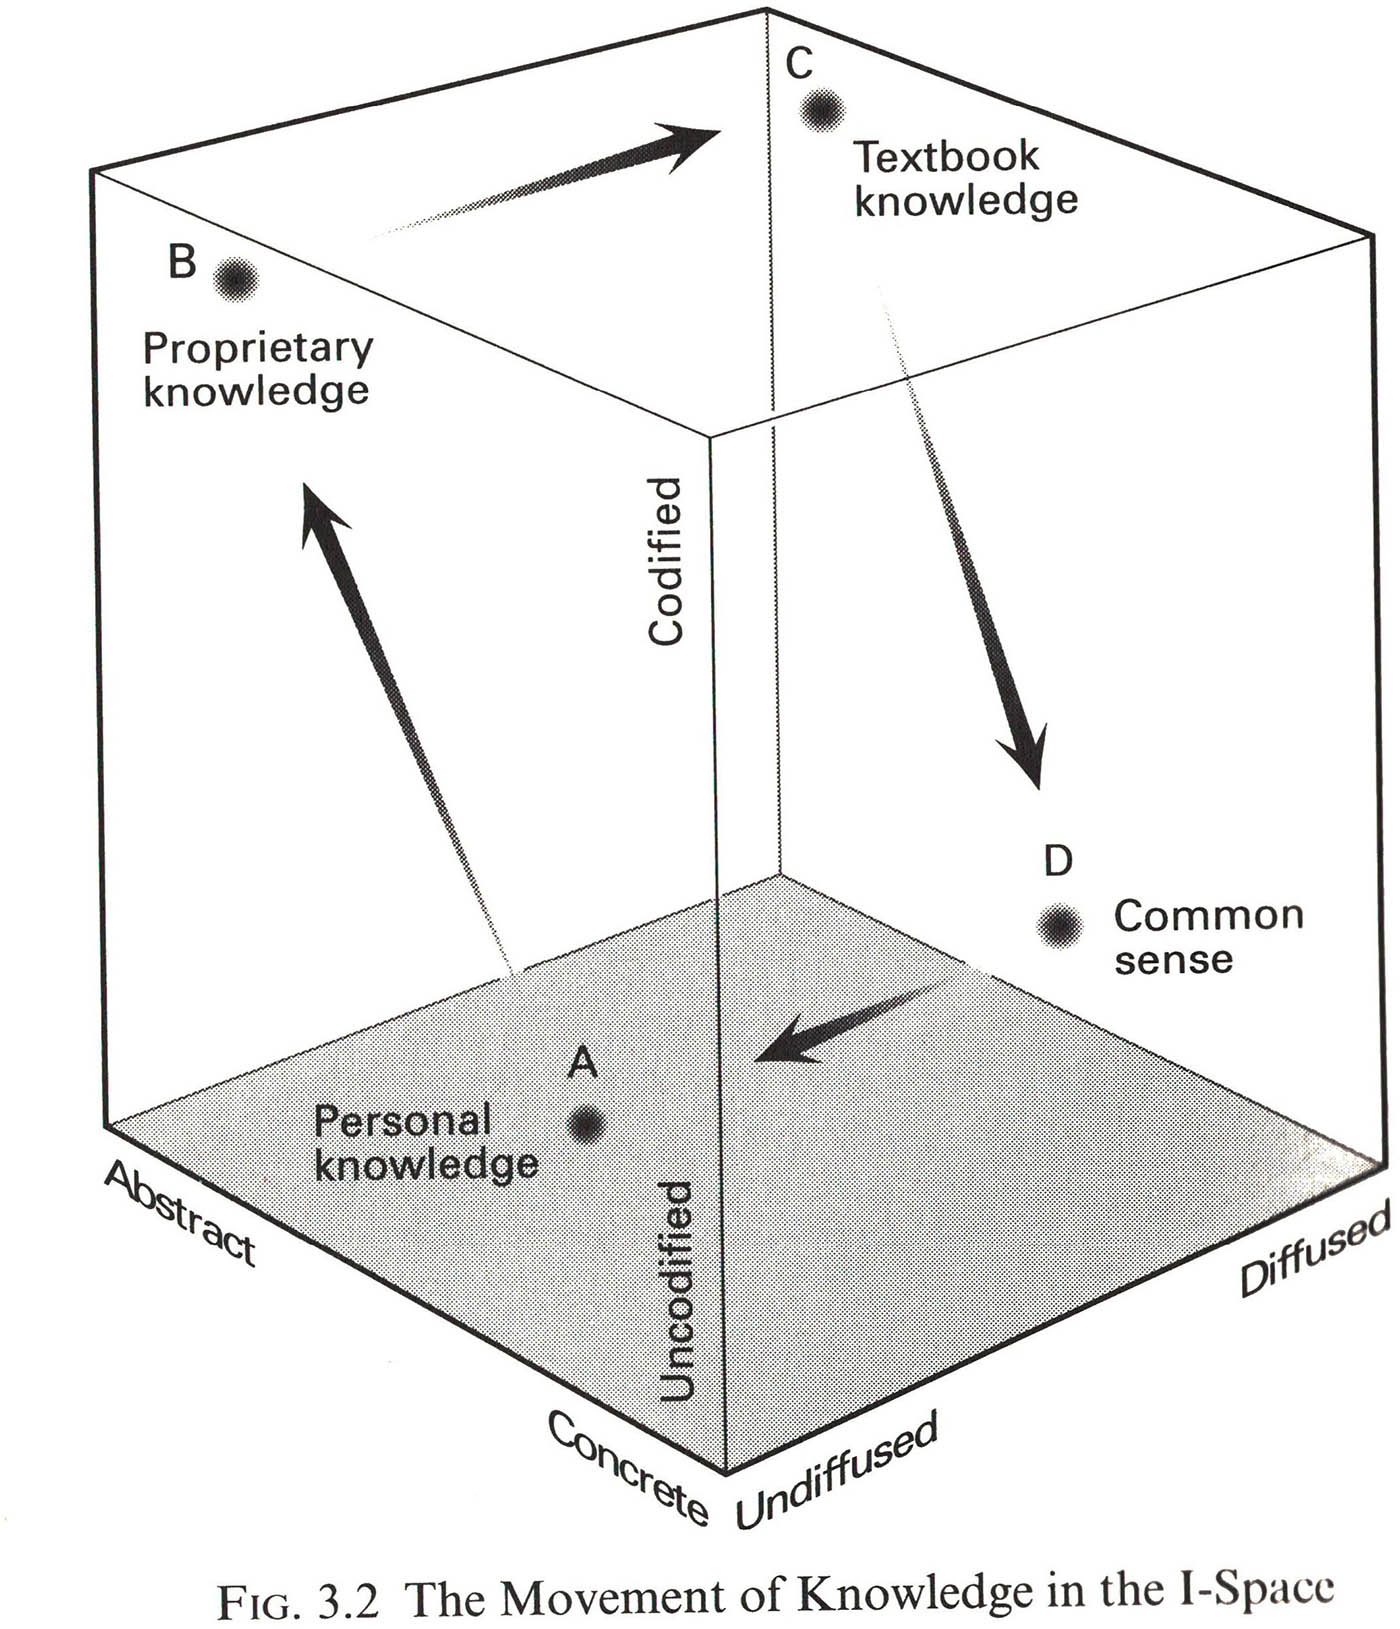 C
Textbook
knowledge
B
Proprietary
knowledge
Codified
D
Common
sense
A
Personal
knowledge
Uncodified
Abstract
Diffused
Concrete
Undiffused
FIG. 3.2 The Movement of Knowledge in the I-Space